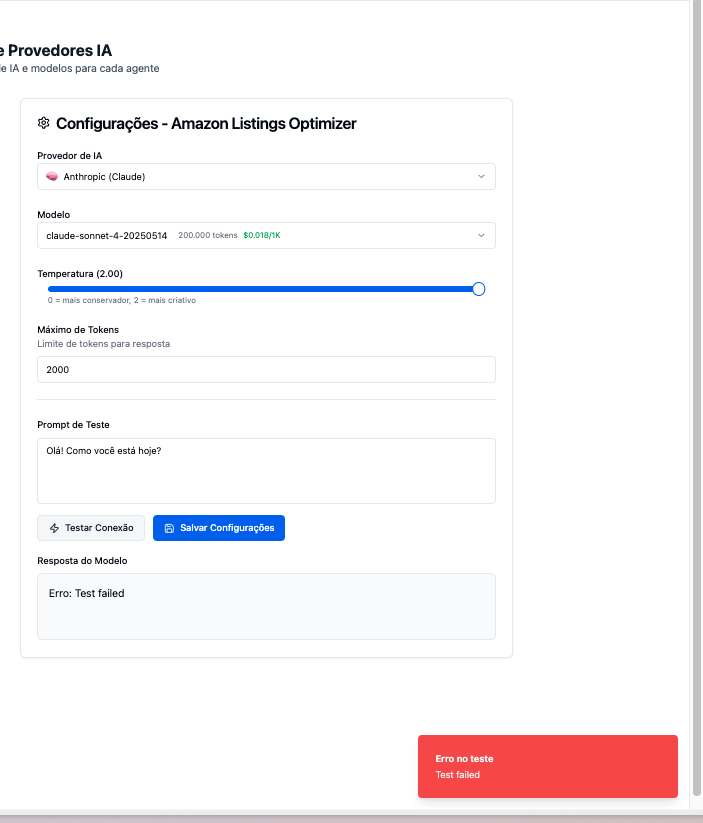 e Provedores IA
de IA e modelos para cada agente
Configurações - Amazon Listings Optimizer
Provedor de IA
Anthropic (Claude)
Modelo
claude-sonnet-4-20250514 200.000 tokens $0.018/1K
Temperatura (2.00)
0 = mais conservador, 2 = mais criativo
Máximo de Tokens
Limite de tokens para resposta
2000
Prompt de Teste
Olá! Como você está hoje?
Testar Conexão Salvar Configurações
Resposta do Modelo
Erro: Test failed
Erro no teste
Test failed